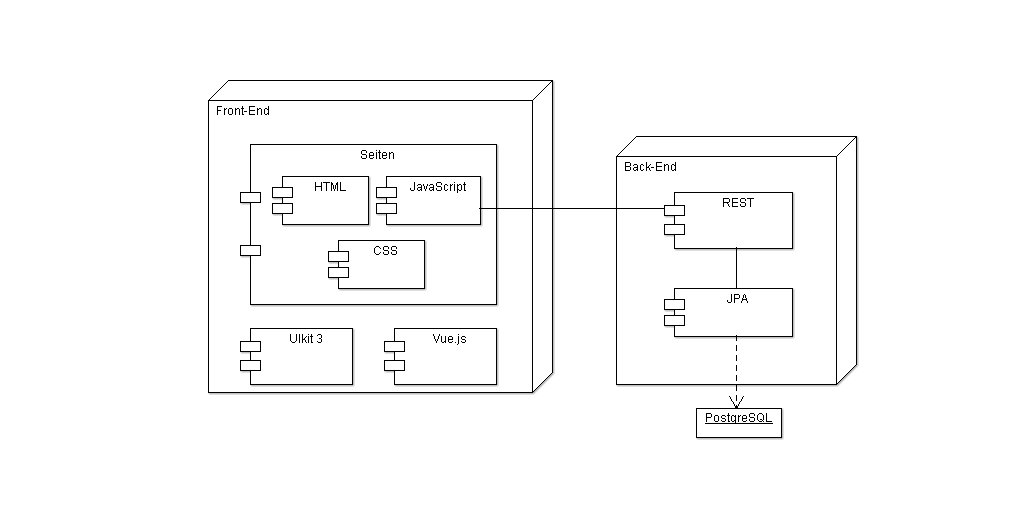 Front-End
Seiten
HTML
JavaScript
CSS
UIkit 3
Vue.js
Back-End
REST
JPA
PostgreSQL